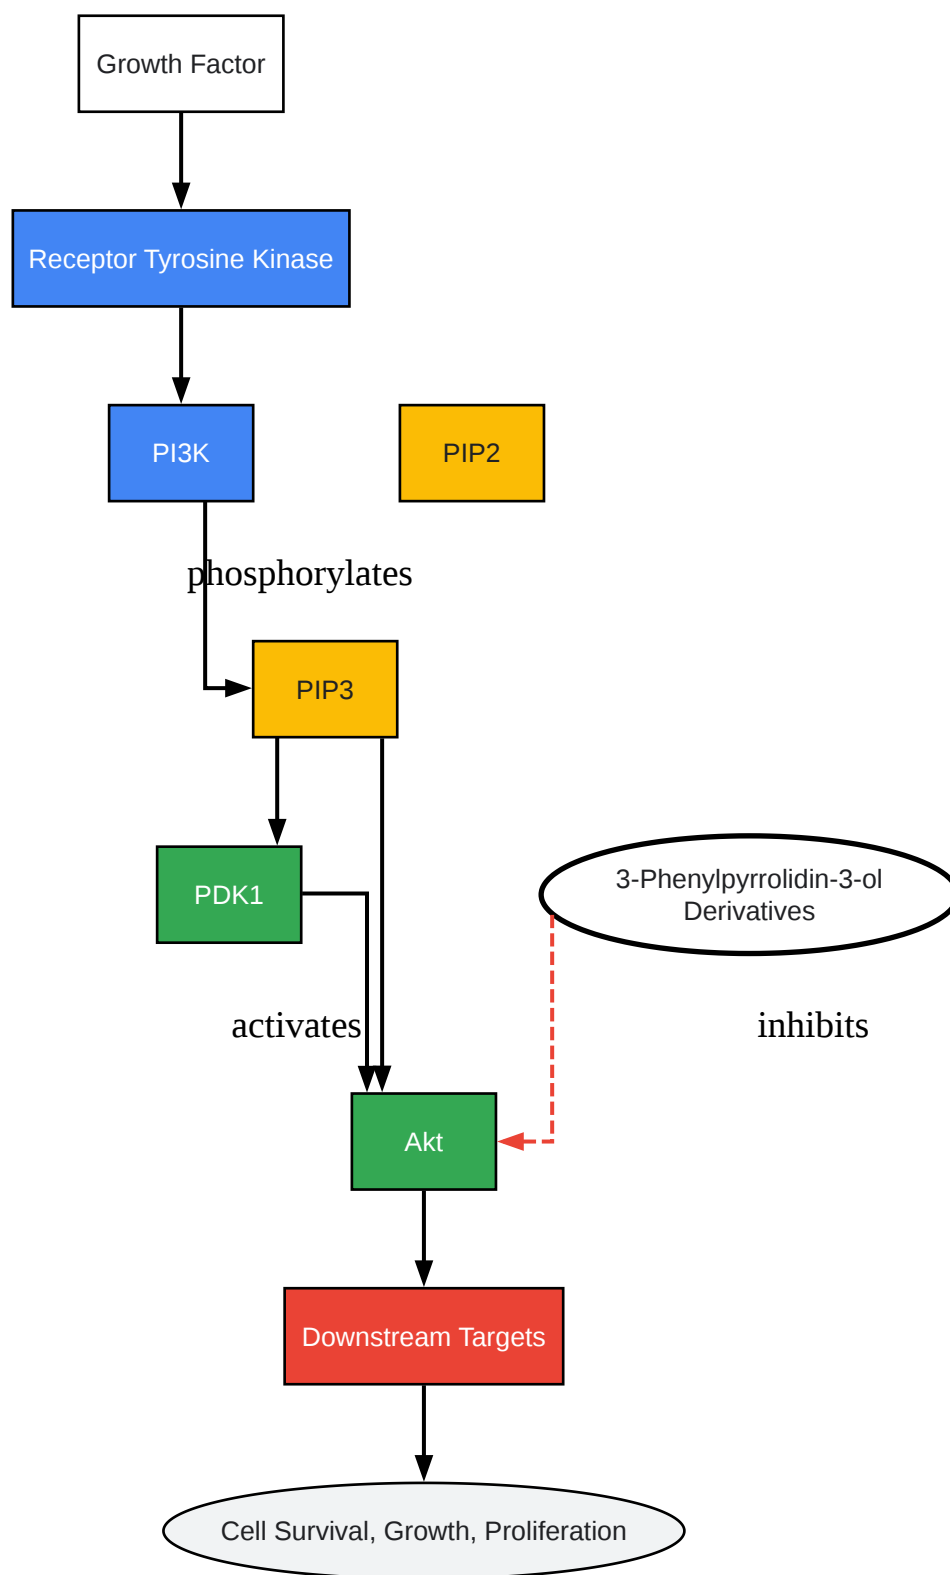 Growth Factor
Receptor Tyrosine Kinase
PI3K
PIP2
phosphorylates
PIP3
PDK1
3-Phenylpyrrolidin-3-ol
Derivatives
activates
inhibits
Akt
Downstream Targets
Cell Survival, Growth, Proliferation